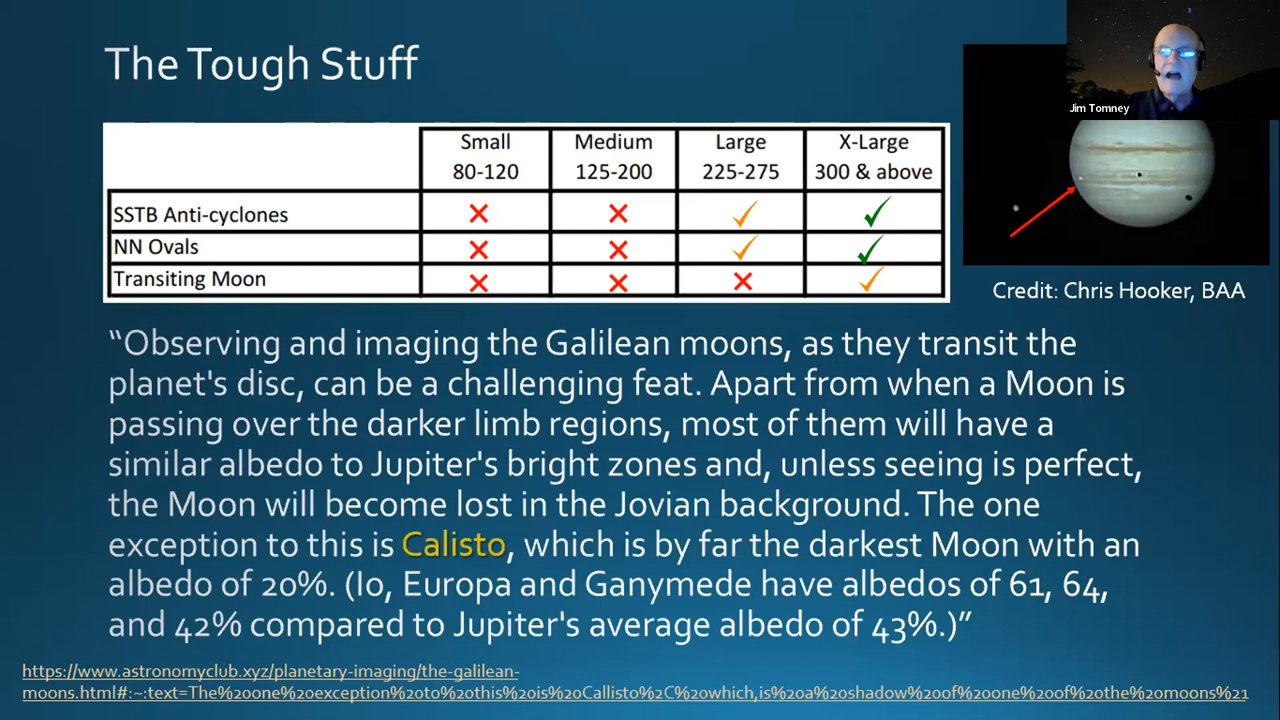 The Tough Stuff
Jim Tomney
Small Medium Large X-Large
80-120 125-200 225-275 300 & above
SSTB Anti-cyclones
NN Ovals
Transiting Moon
Credit: Chris Hooker, BAA
“Observing and imaging the Galilean moons, as they transit the
planet's disc, can be a challenging feat. Apart from when a Moon is
passing over the darker limb regions, most of them will have a
similar albedo to Jupiter's bright zones and, unless seeing is perfect,
the Moon will become lost in the Jovian background. The one
exception to this is Calisto, which is by far the darkest Moon with an
albedo of 20%. (Io, Europa and Ganymede have albedos of 61, 64,
and 42% compared to Jupiter's average albedo of 43%.)”
https://www.astronomyclub.xyz/planetary-imaging/the-galilean-
moons.html#:~:text=The%20one%20exception%20to%20this%20is%20Callisto%2C%20which,is%20a%20shadow%20of%20one%20of%20the%20moons%21